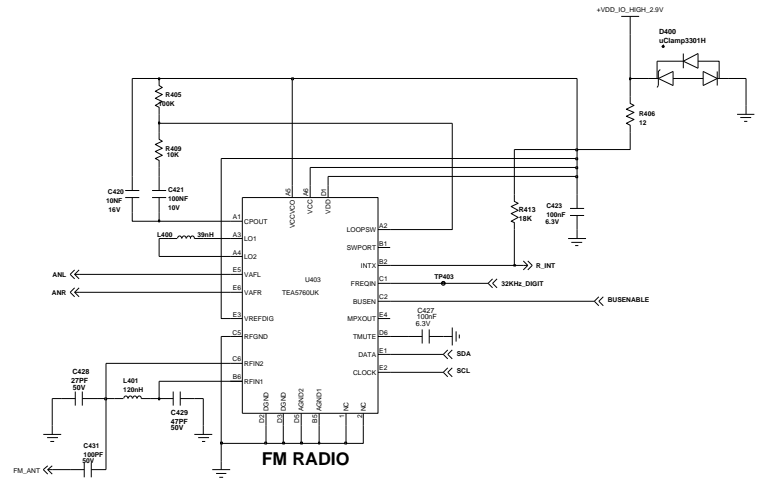 +VDD_IO_HIGH_2.9V
D400
uClamp3301H
R405
100K
R406
12
R409
10K
C420
10NF
16V
C421
100NF
10V
A5
A6
D1
VCCVCO
VCC
VDD
R413
18K
C423
100nF
6.3V
A1
CPOUT
LOOPSW
A2
L400
39nH
A3
LO1
SWPORT
B1
A4
LO2
INTX
B2
R_INT
U403
TEA5760UK
ANL
E5
VAFL
FREQIN
C1
TP403
32KHz_DIGIT
ANR
E6
VAFR
BUSEN
C2
BUSENABLE
E3
VREFDIG
MPXOUT
E4
C427
100nF
6.3V
C5
RFGND
TMUTE
D6
DATA
E1
SDA
C6
RFIN2
CLOCK
E2
SCL
B6
RFIN1
C428
27PF
50V
L401
120nH
C429
47PF
50V
DGND
DGND
AGND2
AGND1
NC
NC
D2
D3
D5
B5
1
2
C431
100PF
50V
FM_ANT
FM RADIO